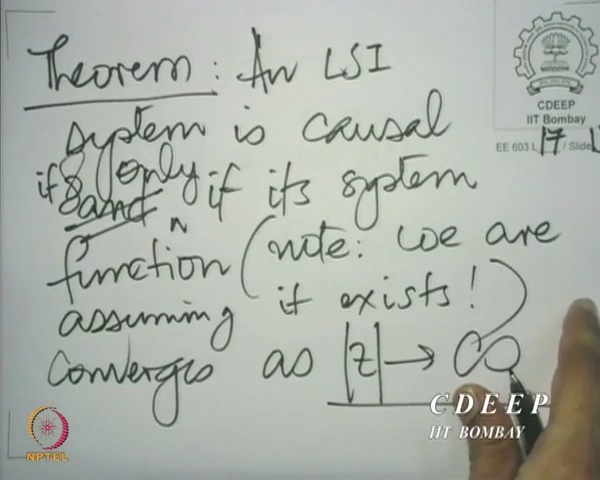 Theorem: An LSI
system is causal
if & only if its system
function (note: we are
assuming it exists!)
converges as |z| → ∞
CDEEP
IIT Bombay
EE 603 L 17 / Slide
CDEEP
IIT BOMBAY
NPTEL